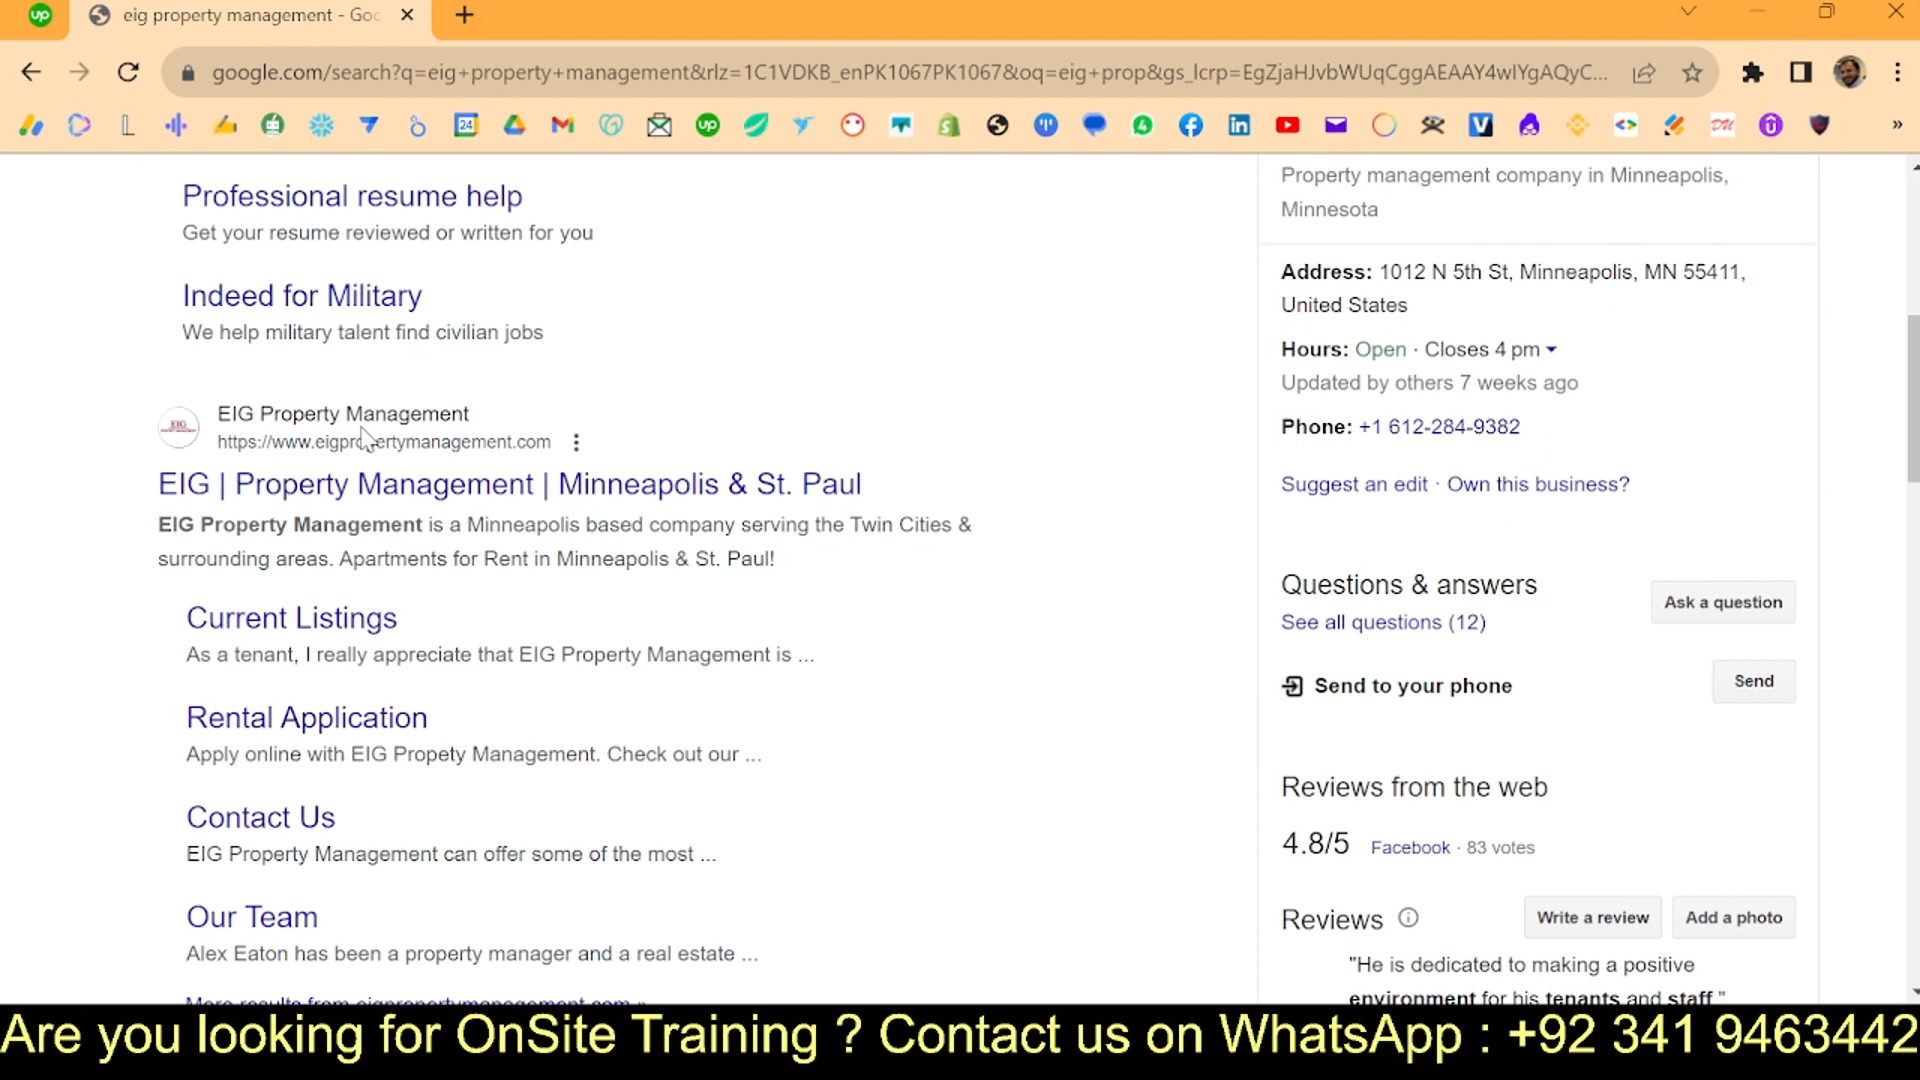 eig property management - Goo
google.com/search?q=eig+property+management&rlz=1C1VDKB_enPK1067PK1067&oq=eig+prop&gs_lcrp=EgZjaHJvbWUqCggAEAAY4wIYgAQyC...
Professional resume help
Get your resume reviewed or written for you
Indeed for Military
We help military talent find civilian jobs
EIG Property Management
https://www.eigpropertymanagement.com
EIG | Property Management | Minneapolis & St. Paul
EIG Property Management is a Minneapolis based company serving the Twin Cities &
surrounding areas. Apartments for Rent in Minneapolis & St. Paul!
Current Listings
As a tenant, I really appreciate that EIG Property Management is ...
Rental Application
Apply online with EIG Propety Management. Check out our ...
Contact Us
EIG Property Management can offer some of the most ...
Our Team
Alex Eaton has been a property manager and a real estate ...
More results from eigpropertymanagement.com »
Property management company in Minneapolis,
Minnesota
Address: 1012 N 5th St, Minneapolis, MN 55411,
United States
Hours: Open · Closes 4 pm
Updated by others 7 weeks ago
Phone: +1 612-284-9382
Suggest an edit · Own this business?
Questions & answers
Ask a question
See all questions (12)
Send to your phone
Send
Reviews from the web
4.8/5 Facebook · 83 votes
Reviews
Write a review
Add a photo
"He is dedicated to making a positive
environment for his tenants and staff."
Are you looking for OnSite Training ? Contact us on WhatsApp : +92 341 9463442